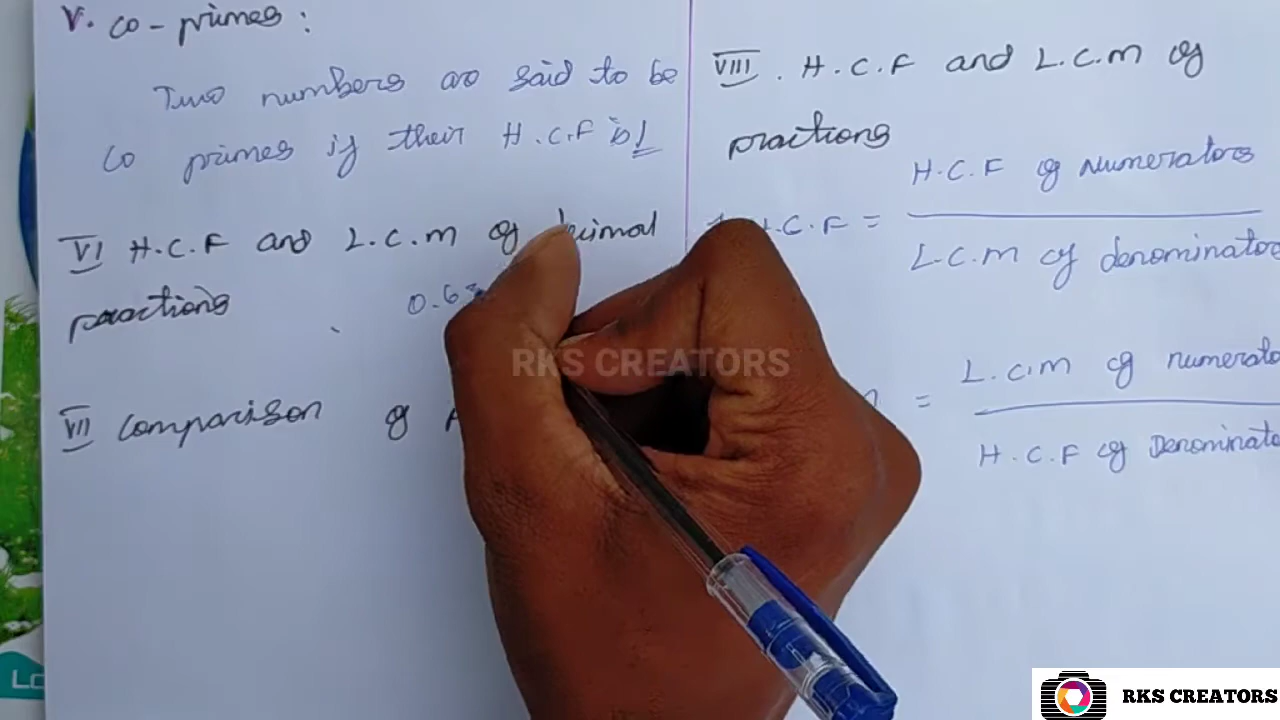 V. Co-primes:
Two numbers are said to be
co primes if their H.C.F is 1
VI H.C.F and L.C.M of decimal
fractions
0.63
VII Comparison of
VIII. H.C.F and L.C.M of
fractions
H.C.F of Numerators
H.C.F =
L.C.M of denominators
L.C.M of numerato
=
H.C.F of Denominato
RKS CREATORS
RKS CREATORS